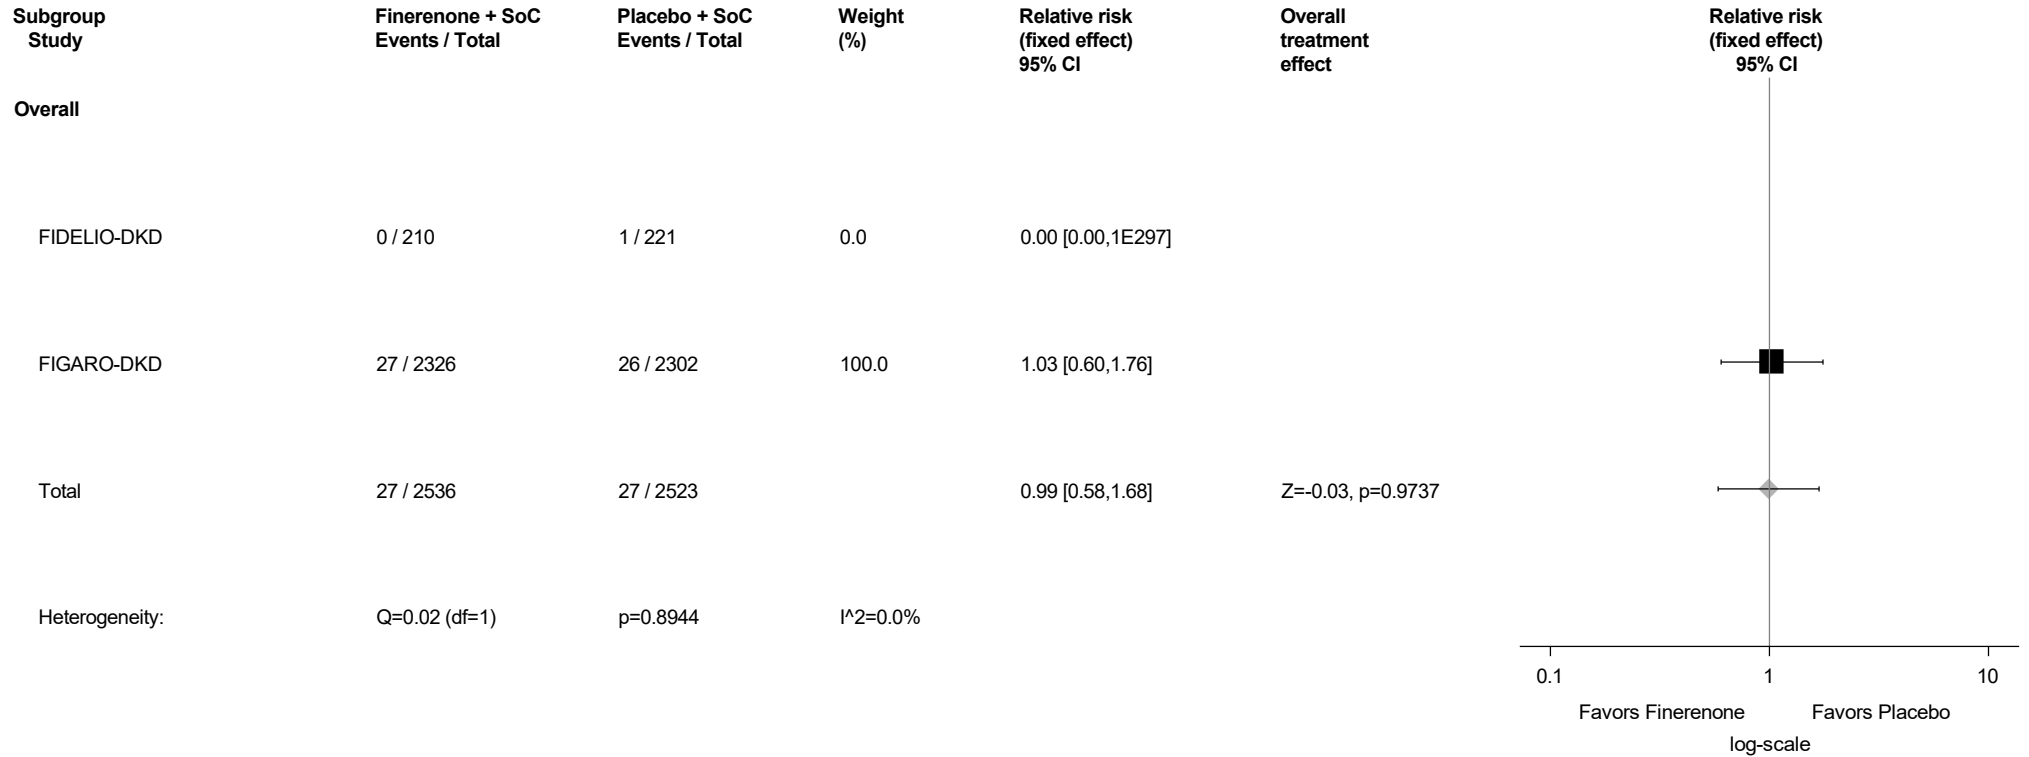 Subgroup Finerenone + SoC Placebo + SoC Weight Relative risk Overall Relative risk
Study Events / Total Events / Total (%) (fixed effect) treatment (fixed effect)
95% CI effect 95% CI
Overall
FIDELIO-DKD 0 / 210 1 / 221 0.0 0.00 [0.00,1E297]
FIGARO-DKD 27 / 2326 26 / 2302 100.0 1.03 [0.60,1.76]
Total 27 / 2536 27 / 2523 0.99 [0.58,1.68] Z=-0.03, p=0.9737
Heterogeneity: Q=0.02 (df=1) p=0.8944 I^2=0.0%
0.1 1 10
Favors Finerenone Favors Placebo
log-scale